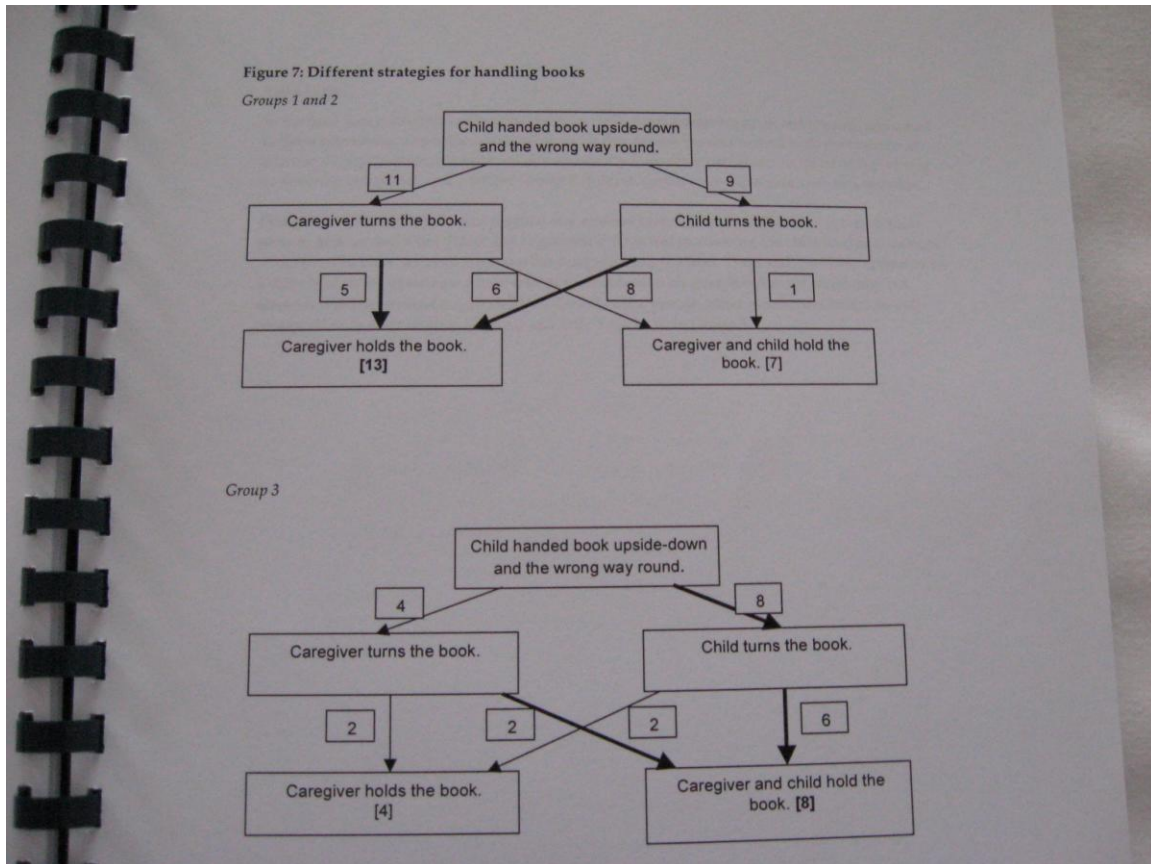 Figure 7: Different strategies for handling books
Groups 1 and 2
Child handed book upside-down
and the wrong way round.
11
9
Caregiver turns the book.
Child turns the book.
5
6
8
1
Caregiver holds the book.
[13]
Caregiver and child hold the
book. [7]
Group 3
Child handed book upside-down
and the wrong way round.
4
8
Caregiver turns the book.
Child turns the book.
2
2
2
6
Caregiver holds the book.
[4]
Caregiver and child hold the
book. [8]